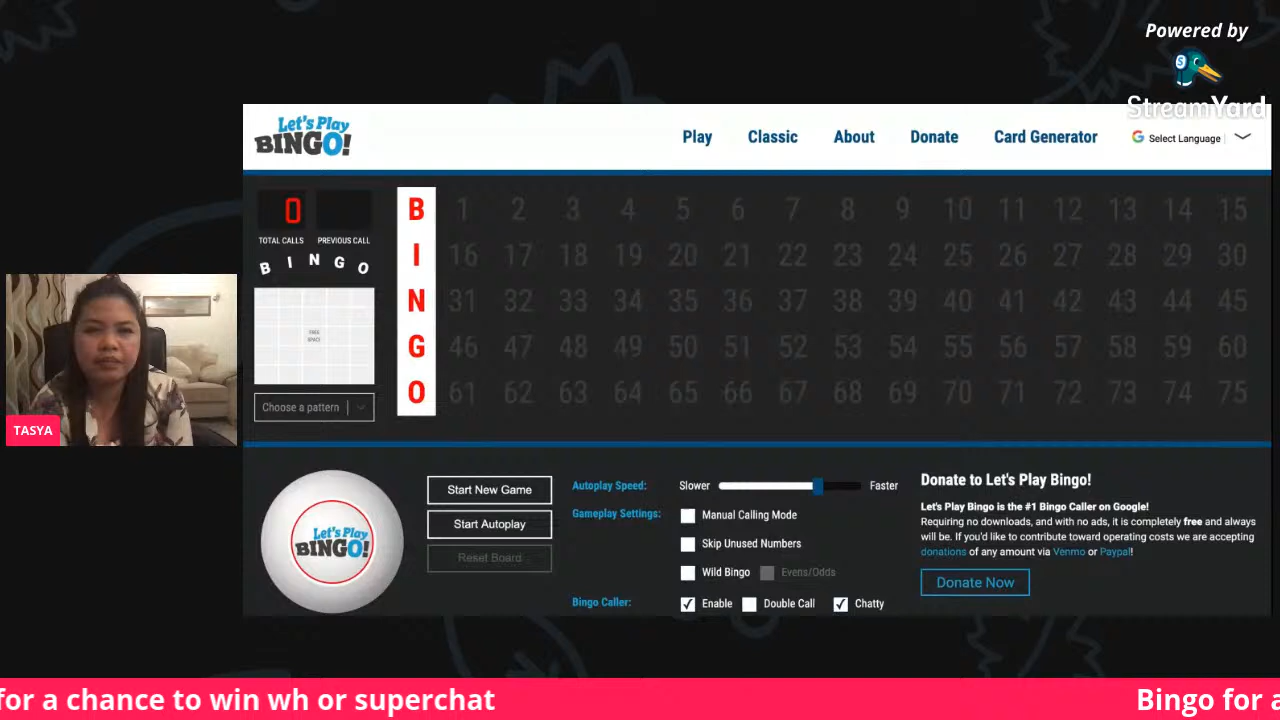 Powered by
StreamYard
Let's Play
BINGO!
Play Classic About Donate Card Generator Select Language
0
TOTAL CALLS PREVIOUS CALL
B I N G O
FREE
SPACE
Choose a pattern
B 1 2 3 4 5 6 7 8 9 10 11 12 13 14 15
I 16 17 18 19 20 21 22 23 24 25 26 27 28 29 30
N 31 32 33 34 35 36 37 38 39 40 41 42 43 44 45
G 46 47 48 49 50 51 52 53 54 55 56 57 58 59 60
O 61 62 63 64 65 66 67 68 69 70 71 72 73 74 75
TASYA
Let's Play
BINGO!
Start New Game
Start Autoplay
Reset Board
Autoplay Speed: Slower Faster
Gameplay Settings: Manual Calling Mode
Skip Unused Numbers
Wild Bingo Evens/Odds
Bingo Caller: Enable Double Call Chatty
Donate to Let's Play Bingo!
Let's Play Bingo is the #1 Bingo Caller on Google!
Requiring no downloads, and with no ads, it is completely free and always
will be. If you'd like to contribute toward operating costs we are accepting
donations of any amount via Venmo or Paypal!
Donate Now
for a chance to win wh or superchat Bingo for a